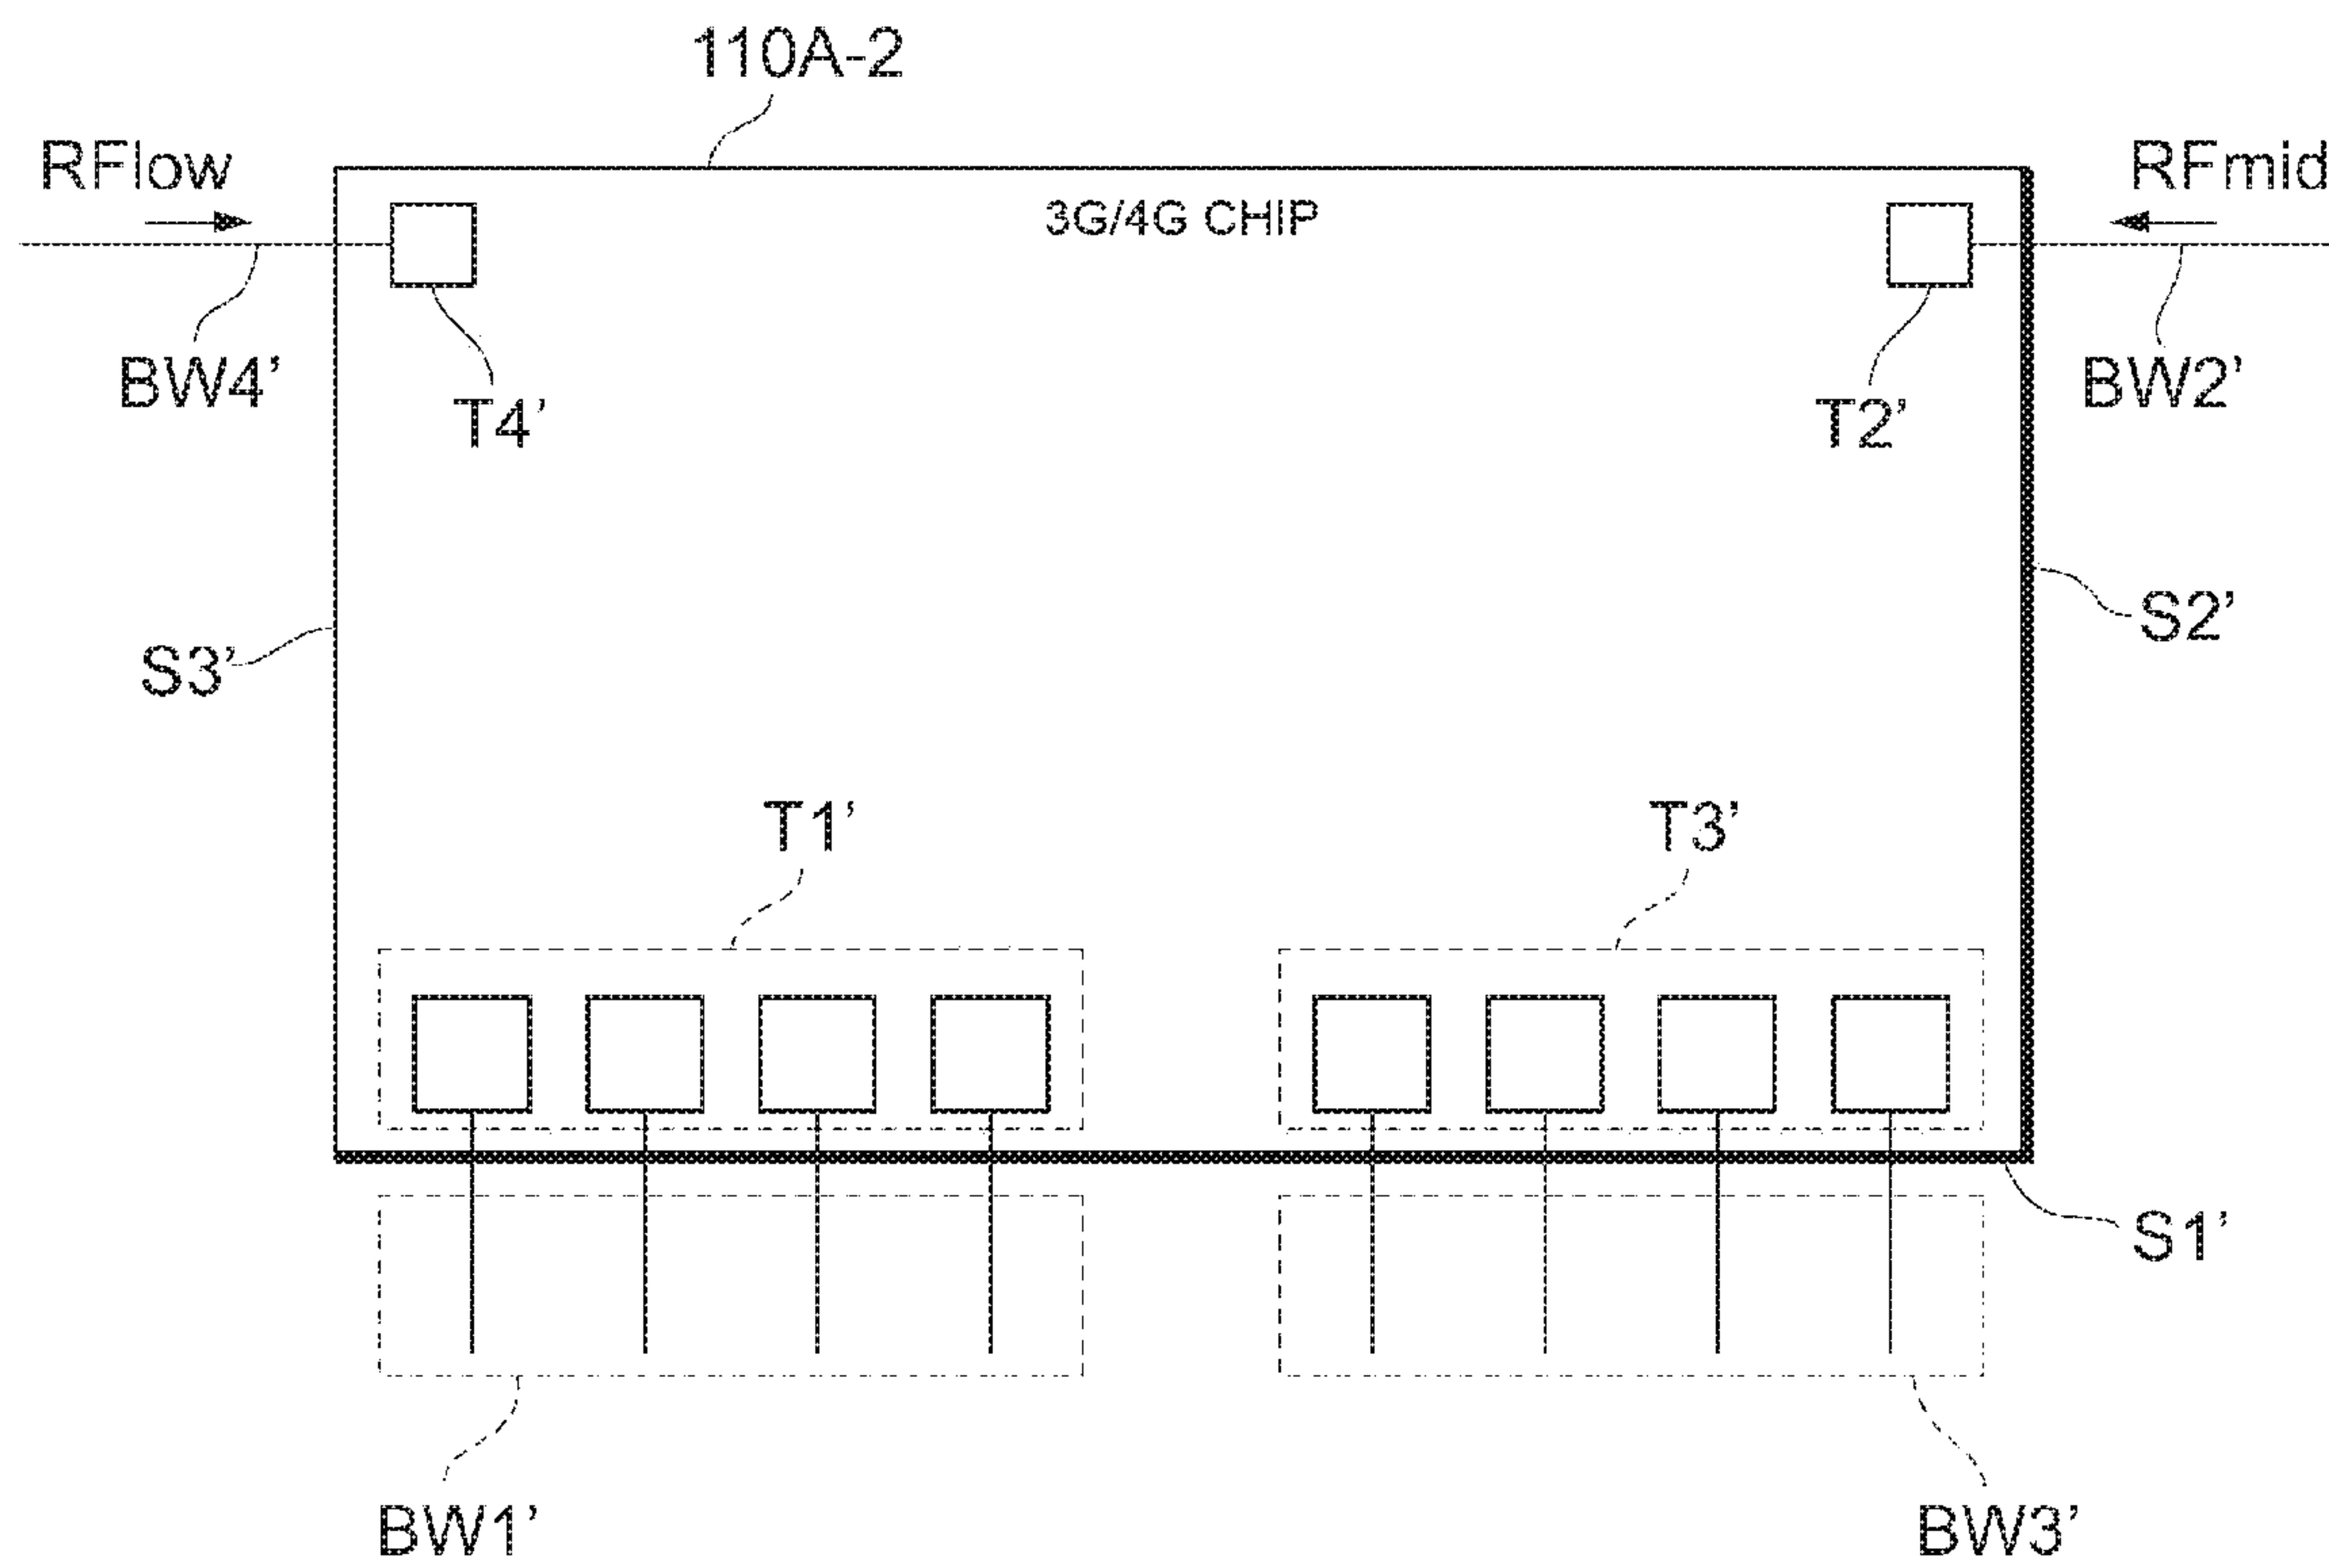 110A-2
RFlow
RFmid
3G/4G CHIP
BW4’
T4’
T2’
BW2’
S3’
S2’
T1’
T3’
S1’
BW1’
BW3’